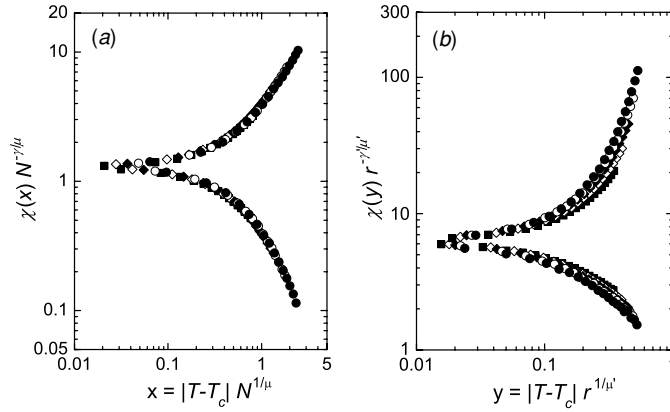 (a)
20
10
1
0.1
0.05
0.01
0.1
1
5
χ(x) N^{-γ/μ}
x = |T-T_c| N^{1/μ}
(b)
300
100
10
1
0.01
0.1
1
χ(y) r^{-γ'/μ'}
y = |T-T_c| r^{1/μ'}